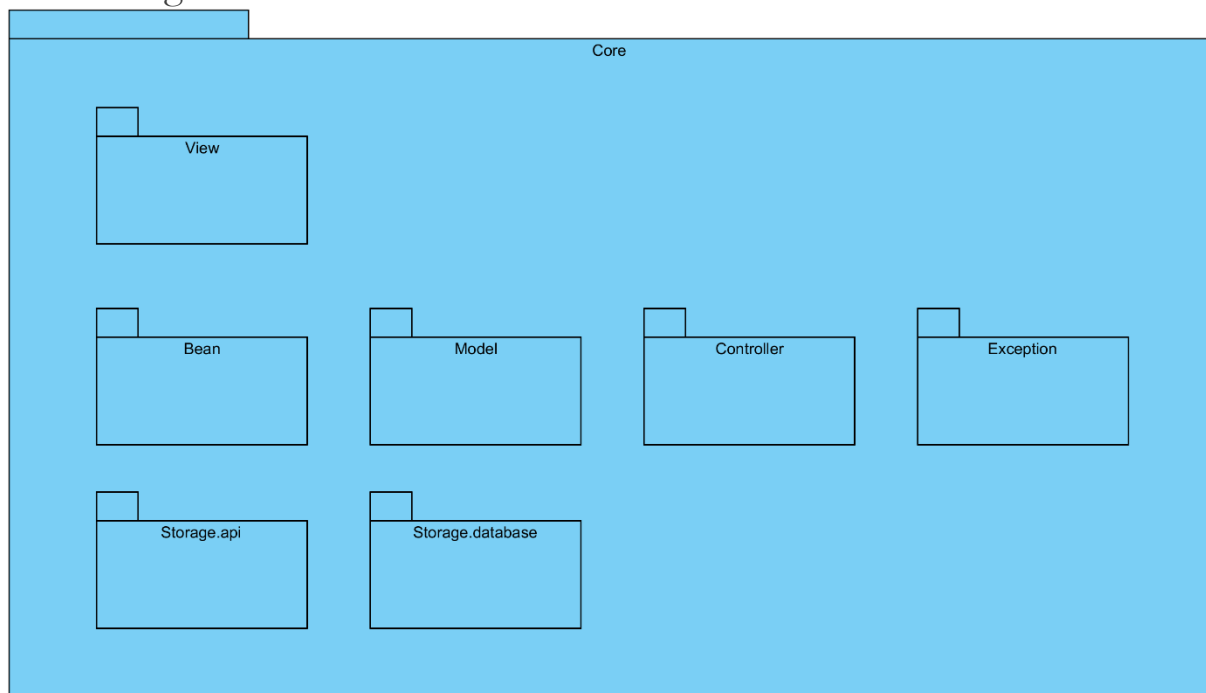 Core
View
Bean
Model
Controller
Exception
Storage.api
Storage.database